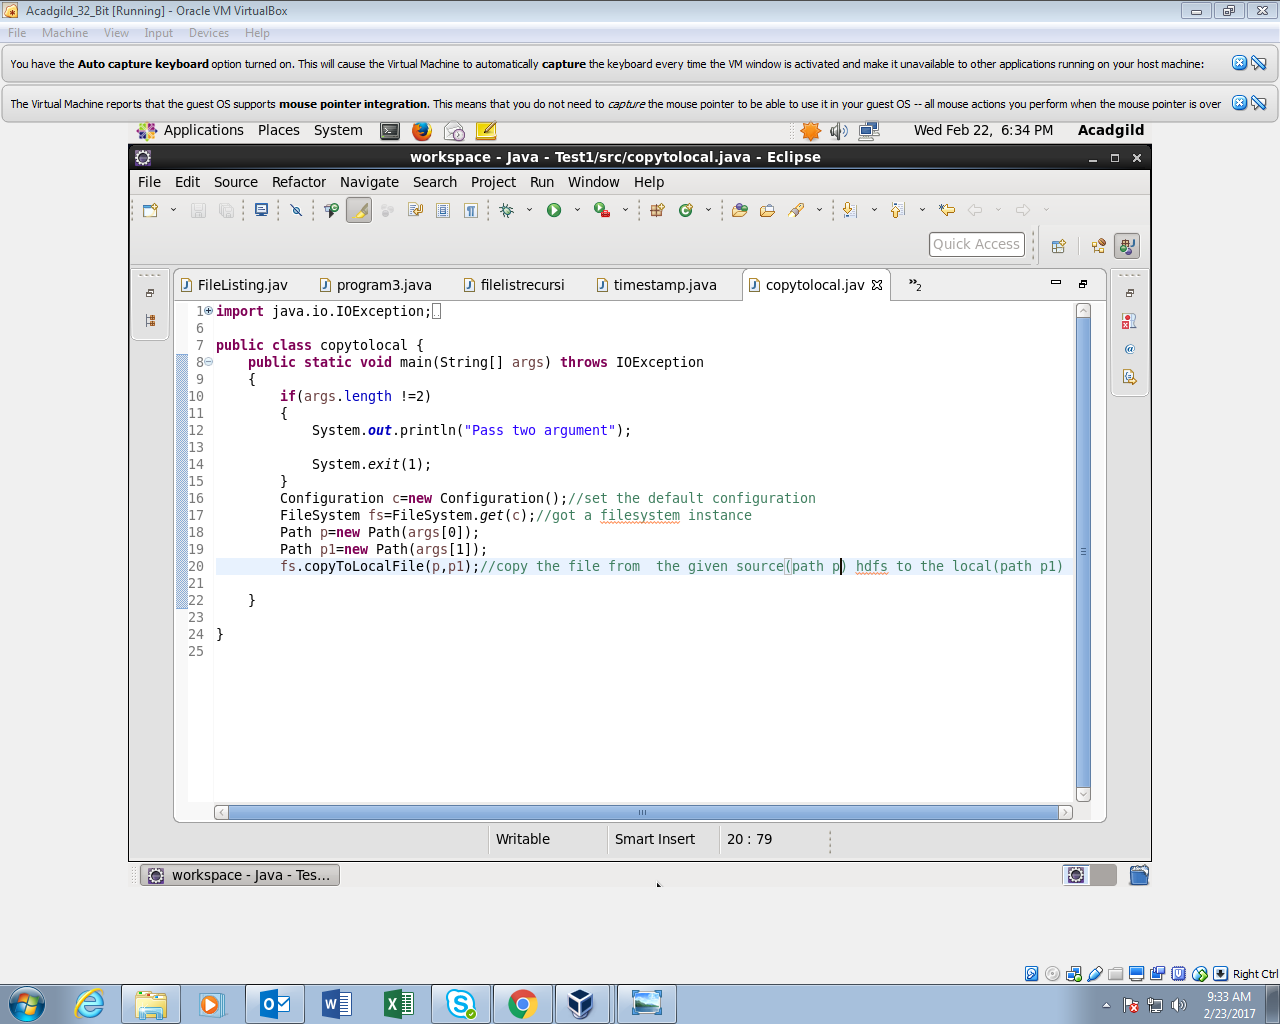 Acadgild_32_Bit [Running] - Oracle VM VirtualBox
File Machine View Input Devices Help
You have the Auto capture keyboard option turned on. This will cause the Virtual Machine to automatically capture the keyboard every time the VM window is activated and make it unavailable to other applications running on your host machine:
The Virtual Machine reports that the guest OS supports mouse pointer integration. This means that you do not need to capture the mouse pointer to be able to use it in your guest OS -- all mouse actions you perform when the mouse pointer is over
Applications Places System Wed Feb 22, 6:34 PM Acadgild
workspace - Java - Test1/src/copytolocal.java - Eclipse
File Edit Source Refactor Navigate Search Project Run Window Help
Quick Access
FileListing.jav program3.java filelistrecursi timestamp.java copytolocal.jav »2
1 import java.io.IOException;
6
7 public class copytolocal {
8 public static void main(String[] args) throws IOException
9 {
10 if(args.length !=2)
11 {
12 System.out.println("Pass two argument");
13
14 System.exit(1);
15 }
16 Configuration c=new Configuration();//set the default configuration
17 FileSystem fs=FileSystem.get(c);//got a filesystem instance
18 Path p=new Path(args[0]);
19 Path p1=new Path(args[1]);
20 fs.copyToLocalFile(p,p1);//copy the file from  the given source(path p) hdfs to the local(path p1)
21
22 }
23
24 }
25
Writable Smart Insert 20 : 79
workspace - Java - Tes...
Right Ctrl
9:33 AM
2/23/2017